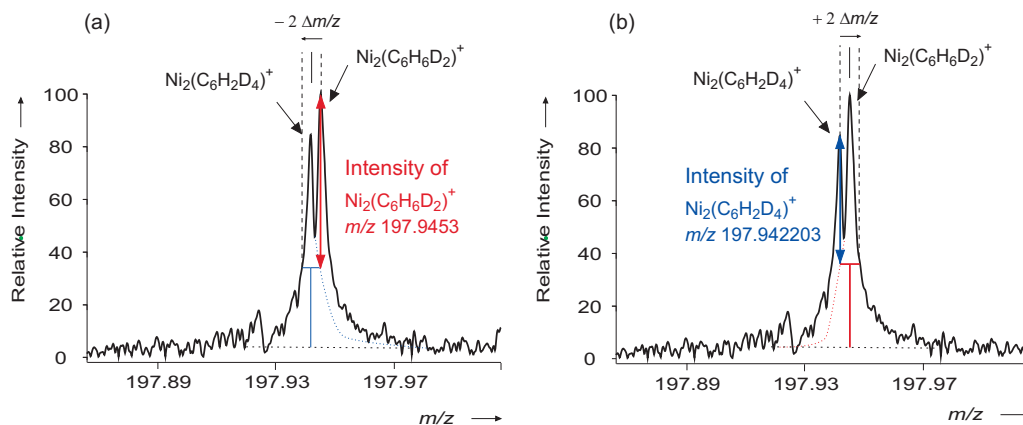 (a)
− 2 Δm/z
Ni₂(C₆H₂D₄)⁺
Ni₂(C₆H₆D₂)⁺
Relative Intensity
100
80
60
40
20
0
Intensity of
Ni₂(C₆H₆D₂)⁺
m/z 197.9453
197.89
197.93
197.97
m/z
(b)
+ 2 Δm/z
Ni₂(C₆H₂D₄)⁺
Ni₂(C₆H₆D₂)⁺
Relative Intensity
100
80
60
40
20
0
Intensity of
Ni₂(C₆H₂D₄)⁺
m/z 197.942203
197.89
197.93
197.97
m/z